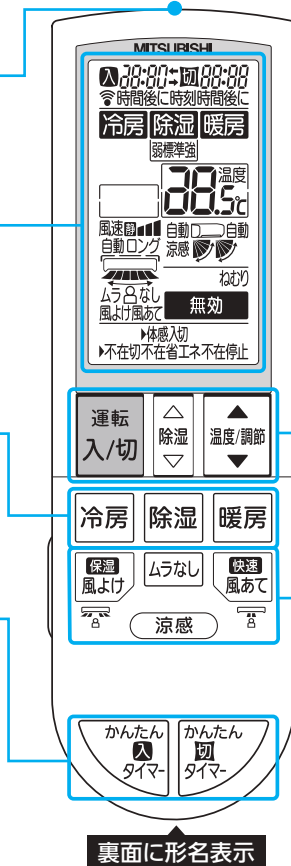 MITSUBISHI
入88:88⇆切88:88
時間後に時刻時間後に
冷房 除湿 暖房
弱標準強
温度
38.5℃
風速静 自動 自動
自動ロング 涼感
ねむり
ムラなし
風よけ風あて 無効
▶体感入切
▶不在切不在省エネ不在停止
運転 △ ▲
入/切 除湿 温度/調節
▽ ▼
冷房 除湿 暖房
保湿 ムラなし 快速
風よけ 風あて
涼感
かんたん かんたん
入 切
タイマー タイマー
裏面に形名表示